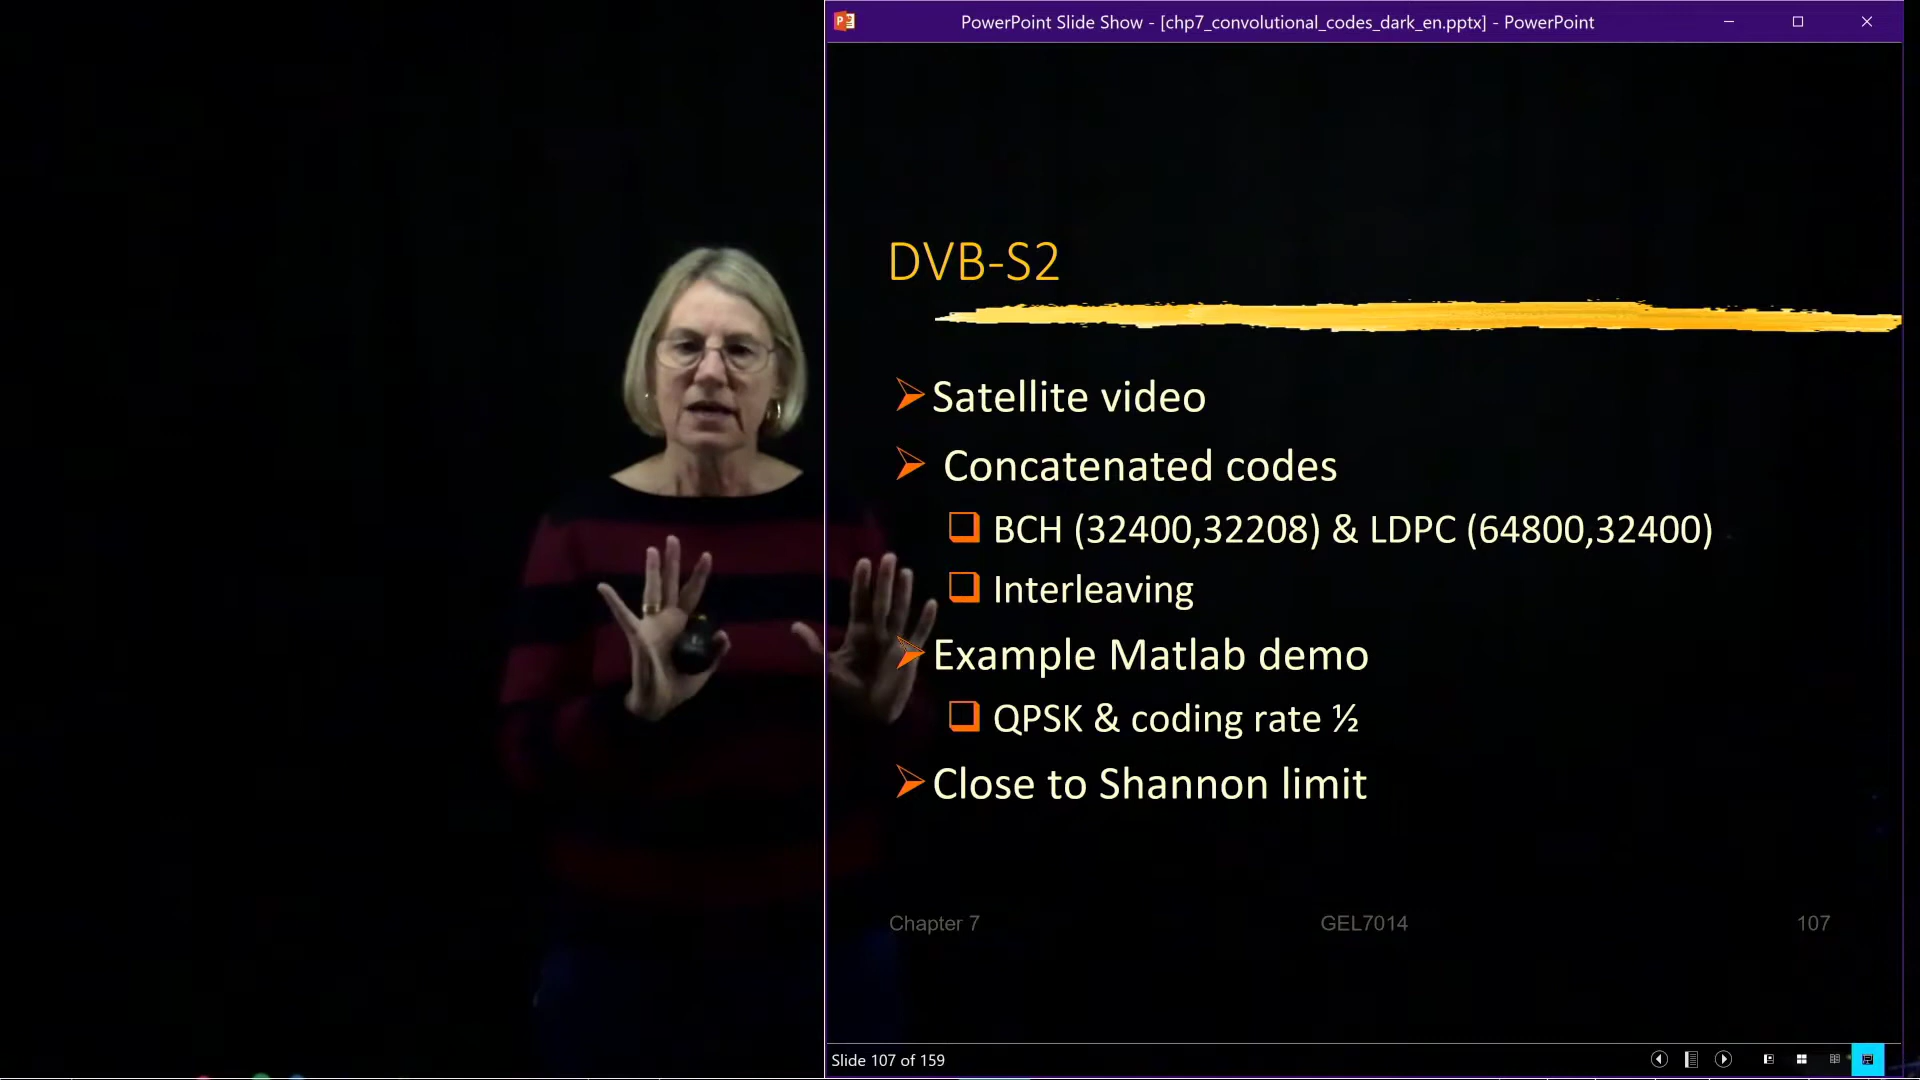 PowerPoint Slide Show - [chp7_convolutional_codes_dark_en.pptx] - PowerPoint
DVB-S2
Satellite video
Concatenated codes
BCH (32400,32208) & LDPC (64800,32400)
Interleaving
Example Matlab demo
QPSK & coding rate ½
Close to Shannon limit
Chapter 7 GEL7014 107
Slide 107 of 159